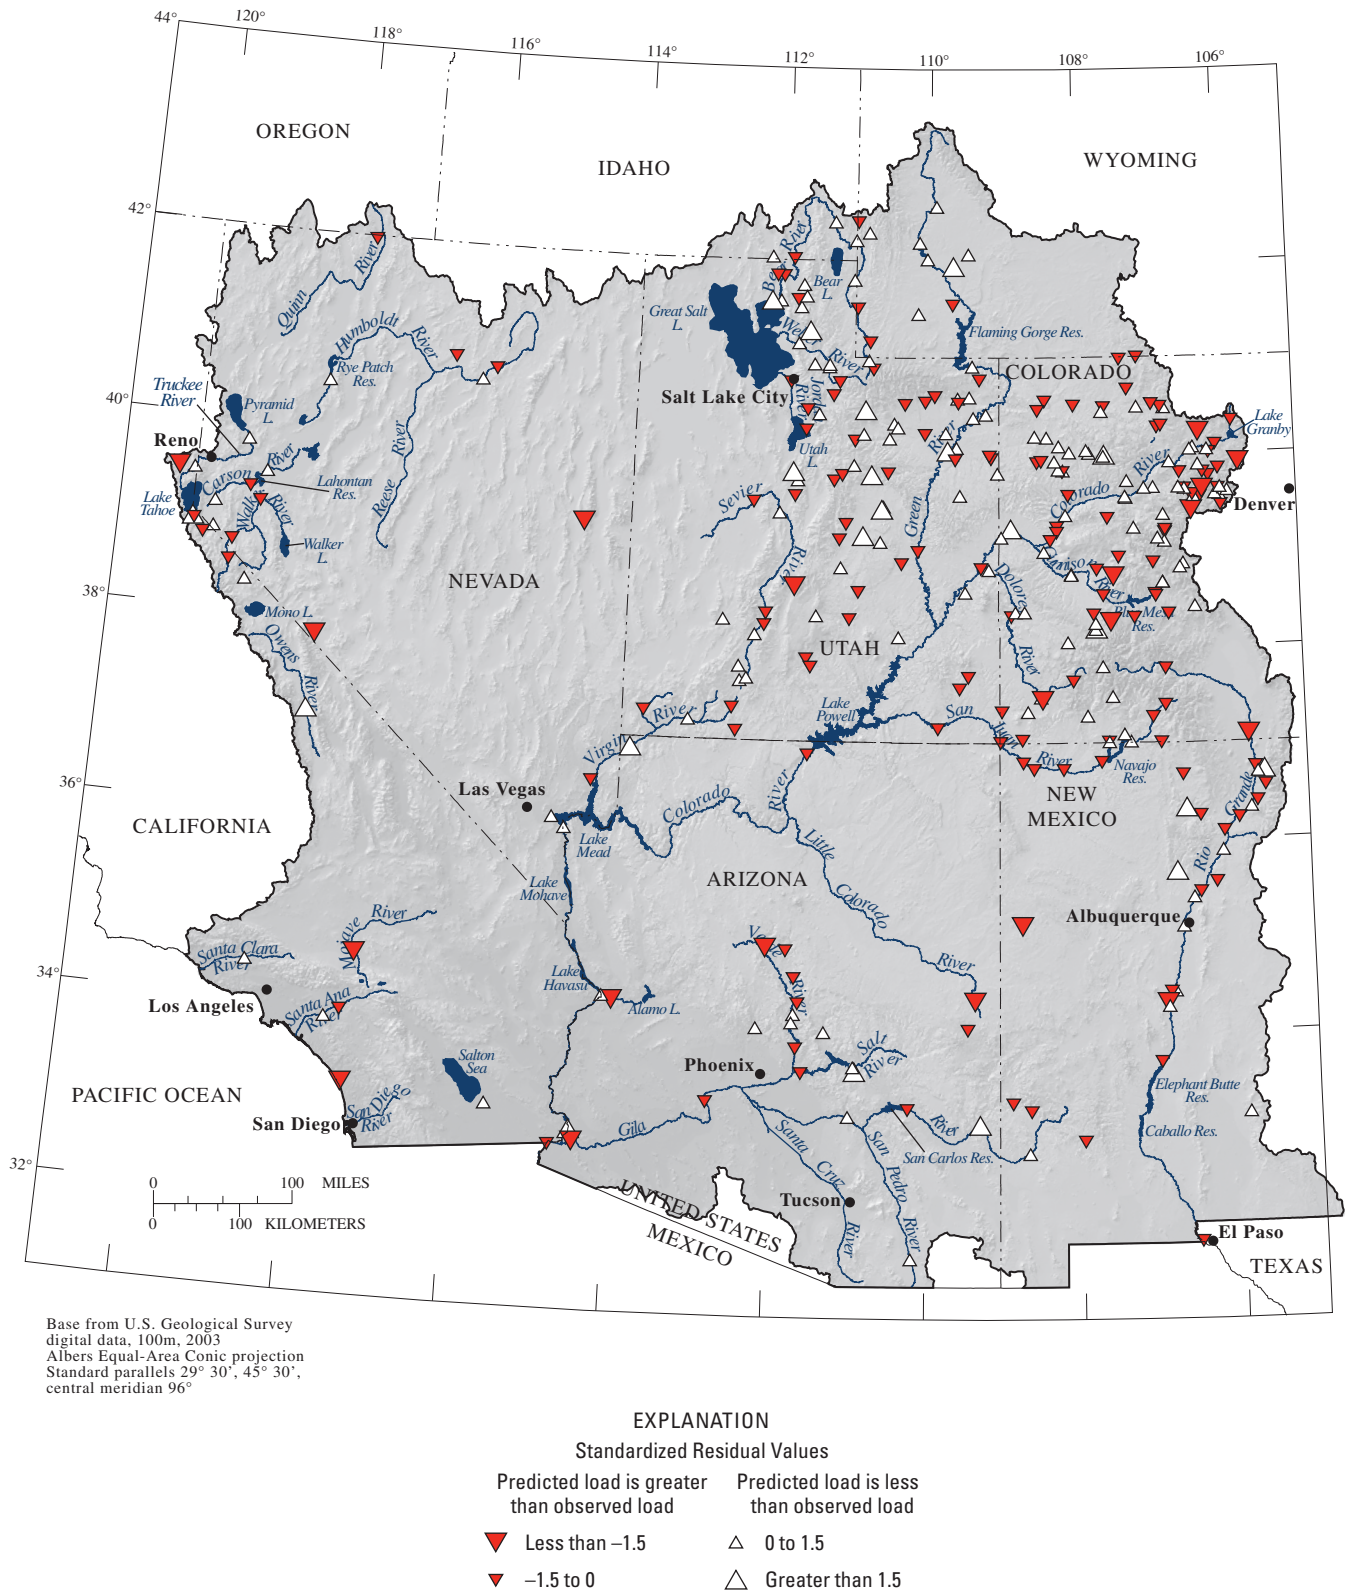 44°
120°
118°
116°
114°
112°
110°
108°
106°
OREGON
IDAHO
WYOMING
42°
Quinn
River
Humboldt
River
Rye Patch
Res.
Truckee
River
Pyramid
L.
40°
Reno
Carson
River
Lahontan
Res.
Lake
Tahoe
Walker
River
Walker
L.
Reese
River
Great Salt
L.
Bear
River
Bear
L.
Weber
River
Salt Lake City
Jordan
River
Utah
L.
Flaming Gorge Res.
COLORADO
Lake
Granby
Colorado
River
Denver
Green
River
Sevier
River
NEVADA
38°
Mono L.
Owens
River
UTAH
Gunnison
River
Blue Mesa
Res.
Dolores
River
Lake
Powell
San
Juan
River
Navajo
Res.
Virgin
River
36°
Las Vegas
CALIFORNIA
Lake
Mead
Colorado
River
Little
Colorado
River
NEW
MEXICO
Rio
Grande
Lake
Mohave
ARIZONA
Albuquerque
Santa Clara
River
Mojave
River
34°
Los Angeles
Santa Ana
River
Lake
Havasu
Alamo L.
Verde
River
Salt
River
Phoenix
Salton
Sea
PACIFIC OCEAN
San Diego
San Diego
River
Elephant Butte
Res.
Caballo Res.
Gila
River
San Carlos Res.
Santa
Cruz
River
San
Pedro
River
Tucson
32°
0 100 MILES
0 100 KILOMETERS
UNITED STATES
MEXICO
El Paso
TEXAS
Base from U.S. Geological Survey
digital data, 100m, 2003
Albers Equal-Area Conic projection
Standard parallels 29° 30’, 45° 30’,
central meridian 96°
EXPLANATION
Standardized Residual Values
Predicted load is greater
than observed load
Less than –1.5
–1.5 to 0
Predicted load is less
than observed load
0 to 1.5
Greater than 1.5